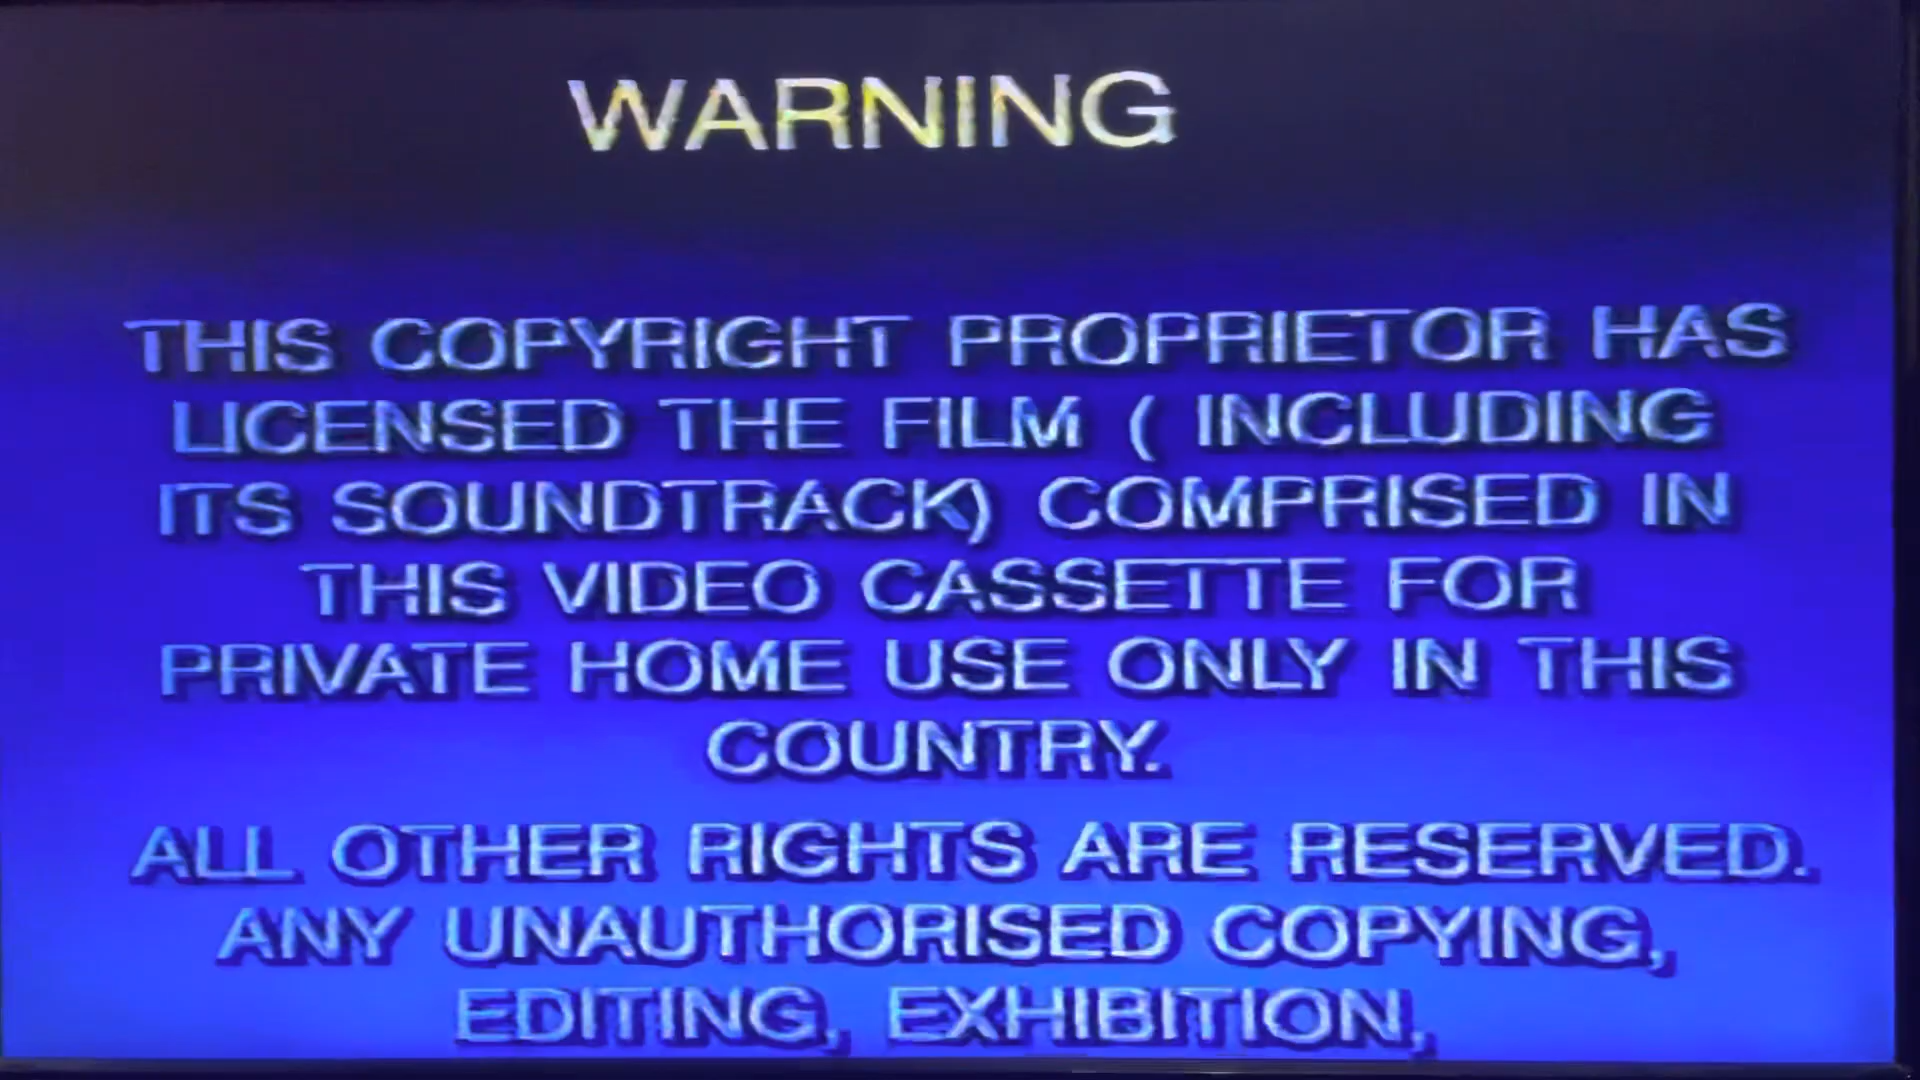 WARNING
THIS COPYRIGHT PROPRIETOR HAS
LICENSED THE FILM ( INCLUDING
ITS SOUNDTRACK) COMPRISED IN
THIS VIDEO CASSETTE FOR
PRIVATE HOME USE ONLY IN THIS
COUNTRY.
ALL OTHER RIGHTS ARE RESERVED.
ANY UNAUTHORISED COPYING,
EDITING, EXHIBITION,